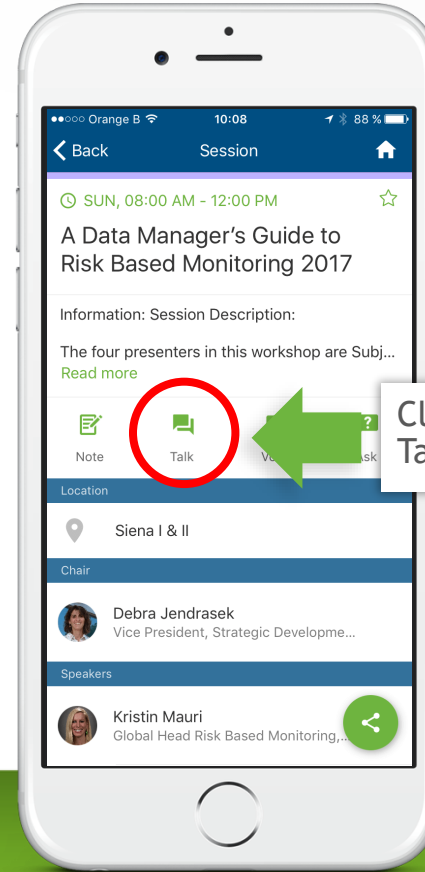 Orange B
10:08
88 %
Back
Session
SUN, 08:00 AM - 12:00 PM
A Data Manager’s Guide to
Risk Based Monitoring 2017
Information: Session Description:
The four presenters in this workshop are Subj...
Read more
Note
Talk
Location
Siena I & II
Chair
Debra Jendrasek
Vice President, Strategic Developme...
Speakers
Kristin Mauri
Global Head Risk Based Monitoring,...